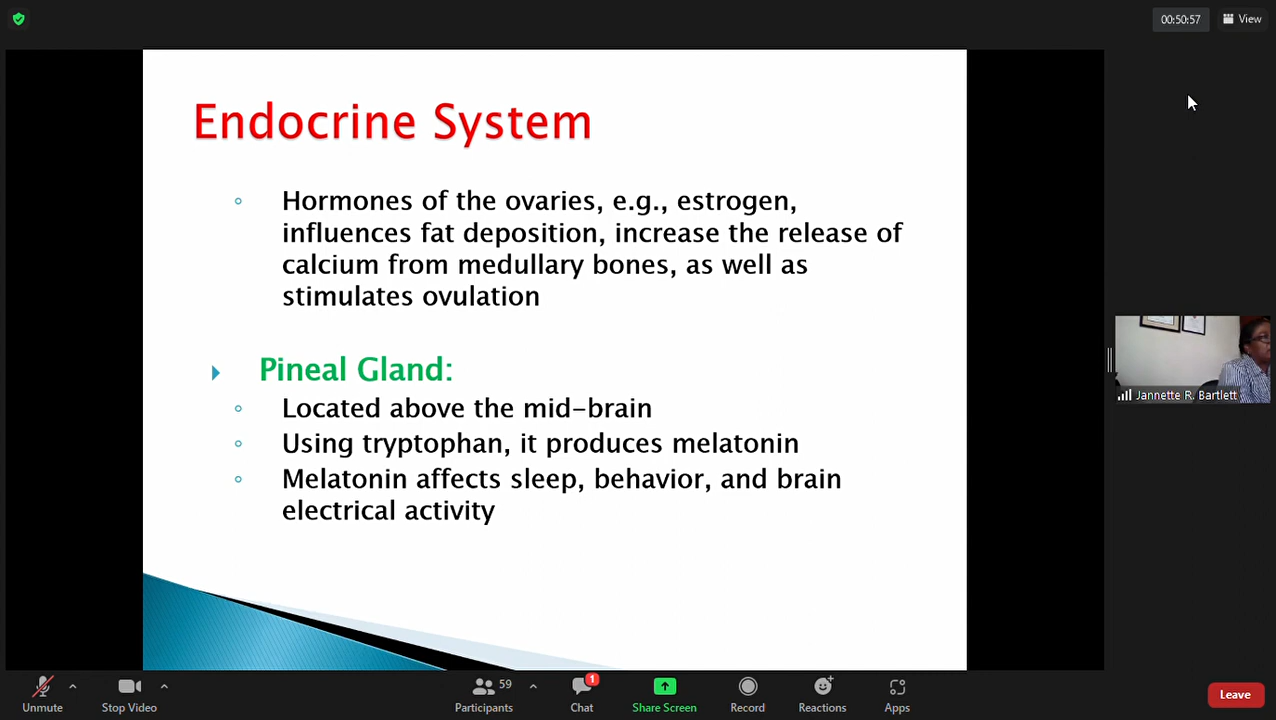 00:50:57
View
Endocrine System
Hormones of the ovaries, e.g., estrogen,
influences fat deposition, increase the release of
calcium from medullary bones, as well as
stimulates ovulation
Pineal Gland:
Located above the mid-brain
Using tryptophan, it produces melatonin
Melatonin affects sleep, behavior, and brain
electrical activity
Jannette R. Bartlett
Unmute
Stop Video
59
Participants
1
Chat
Share Screen
Record
Reactions
Apps
Leave